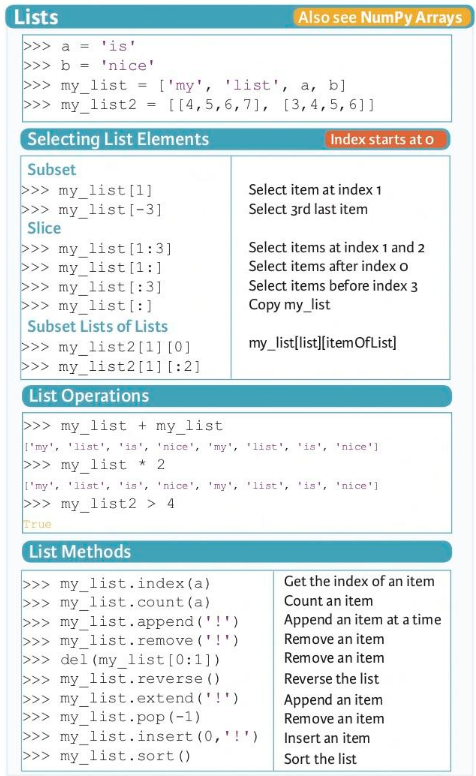 Lists
Also see NumPy Arrays
>>> a = 'is'
>>> b = 'nice'
>>> my_list = ['my', 'list', a, b]
>>> my_list2 = [[4,5,6,7], [3,4,5,6]]
Selecting List Elements
Index starts at 0
Subset
>>> my_list[1] Select item at index 1
>>> my_list[-3] Select 3rd last item
Slice
>>> my_list[1:3] Select items at index 1 and 2
>>> my_list[1:] Select items after index 0
>>> my_list[:3] Select items before index 3
>>> my_list[:] Copy my_list
Subset Lists of Lists
>>> my_list2[1][0] my_list[list][itemOfList]
>>> my_list2[1][:2]
List Operations
>>> my_list + my_list
['my', 'list', 'is', 'nice', 'my', 'list', 'is', 'nice']
>>> my_list * 2
['my', 'list', 'is', 'nice', 'my', 'list', 'is', 'nice']
>>> my_list2 > 4
True
List Methods
>>> my_list.index(a) Get the index of an item
>>> my_list.count(a) Count an item
>>> my_list.append('!') Append an item at a time
>>> my_list.remove('!') Remove an item
>>> del(my_list[0:1]) Remove an item
>>> my_list.reverse() Reverse the list
>>> my_list.extend('!') Append an item
>>> my_list.pop(-1) Remove an item
>>> my_list.insert(0,'!') Insert an item
>>> my_list.sort() Sort the list